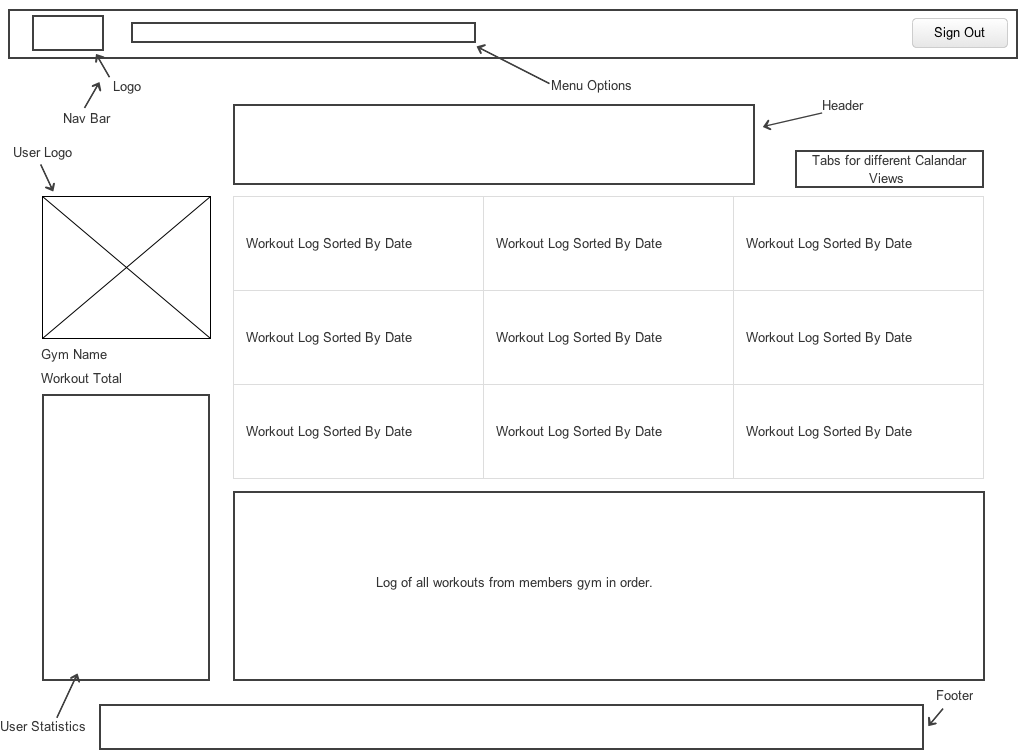 Sign Out
Logo
Menu Options
Nav Bar
Header
User Logo
Tabs for different Calandar
Views
Workout Log Sorted By Date
Workout Log Sorted By Date
Workout Log Sorted By Date
Workout Log Sorted By Date
Workout Log Sorted By Date
Workout Log Sorted By Date
Gym Name
Workout Total
Workout Log Sorted By Date
Workout Log Sorted By Date
Workout Log Sorted By Date
Log of all workouts from members gym in order.
User Statistics
Footer